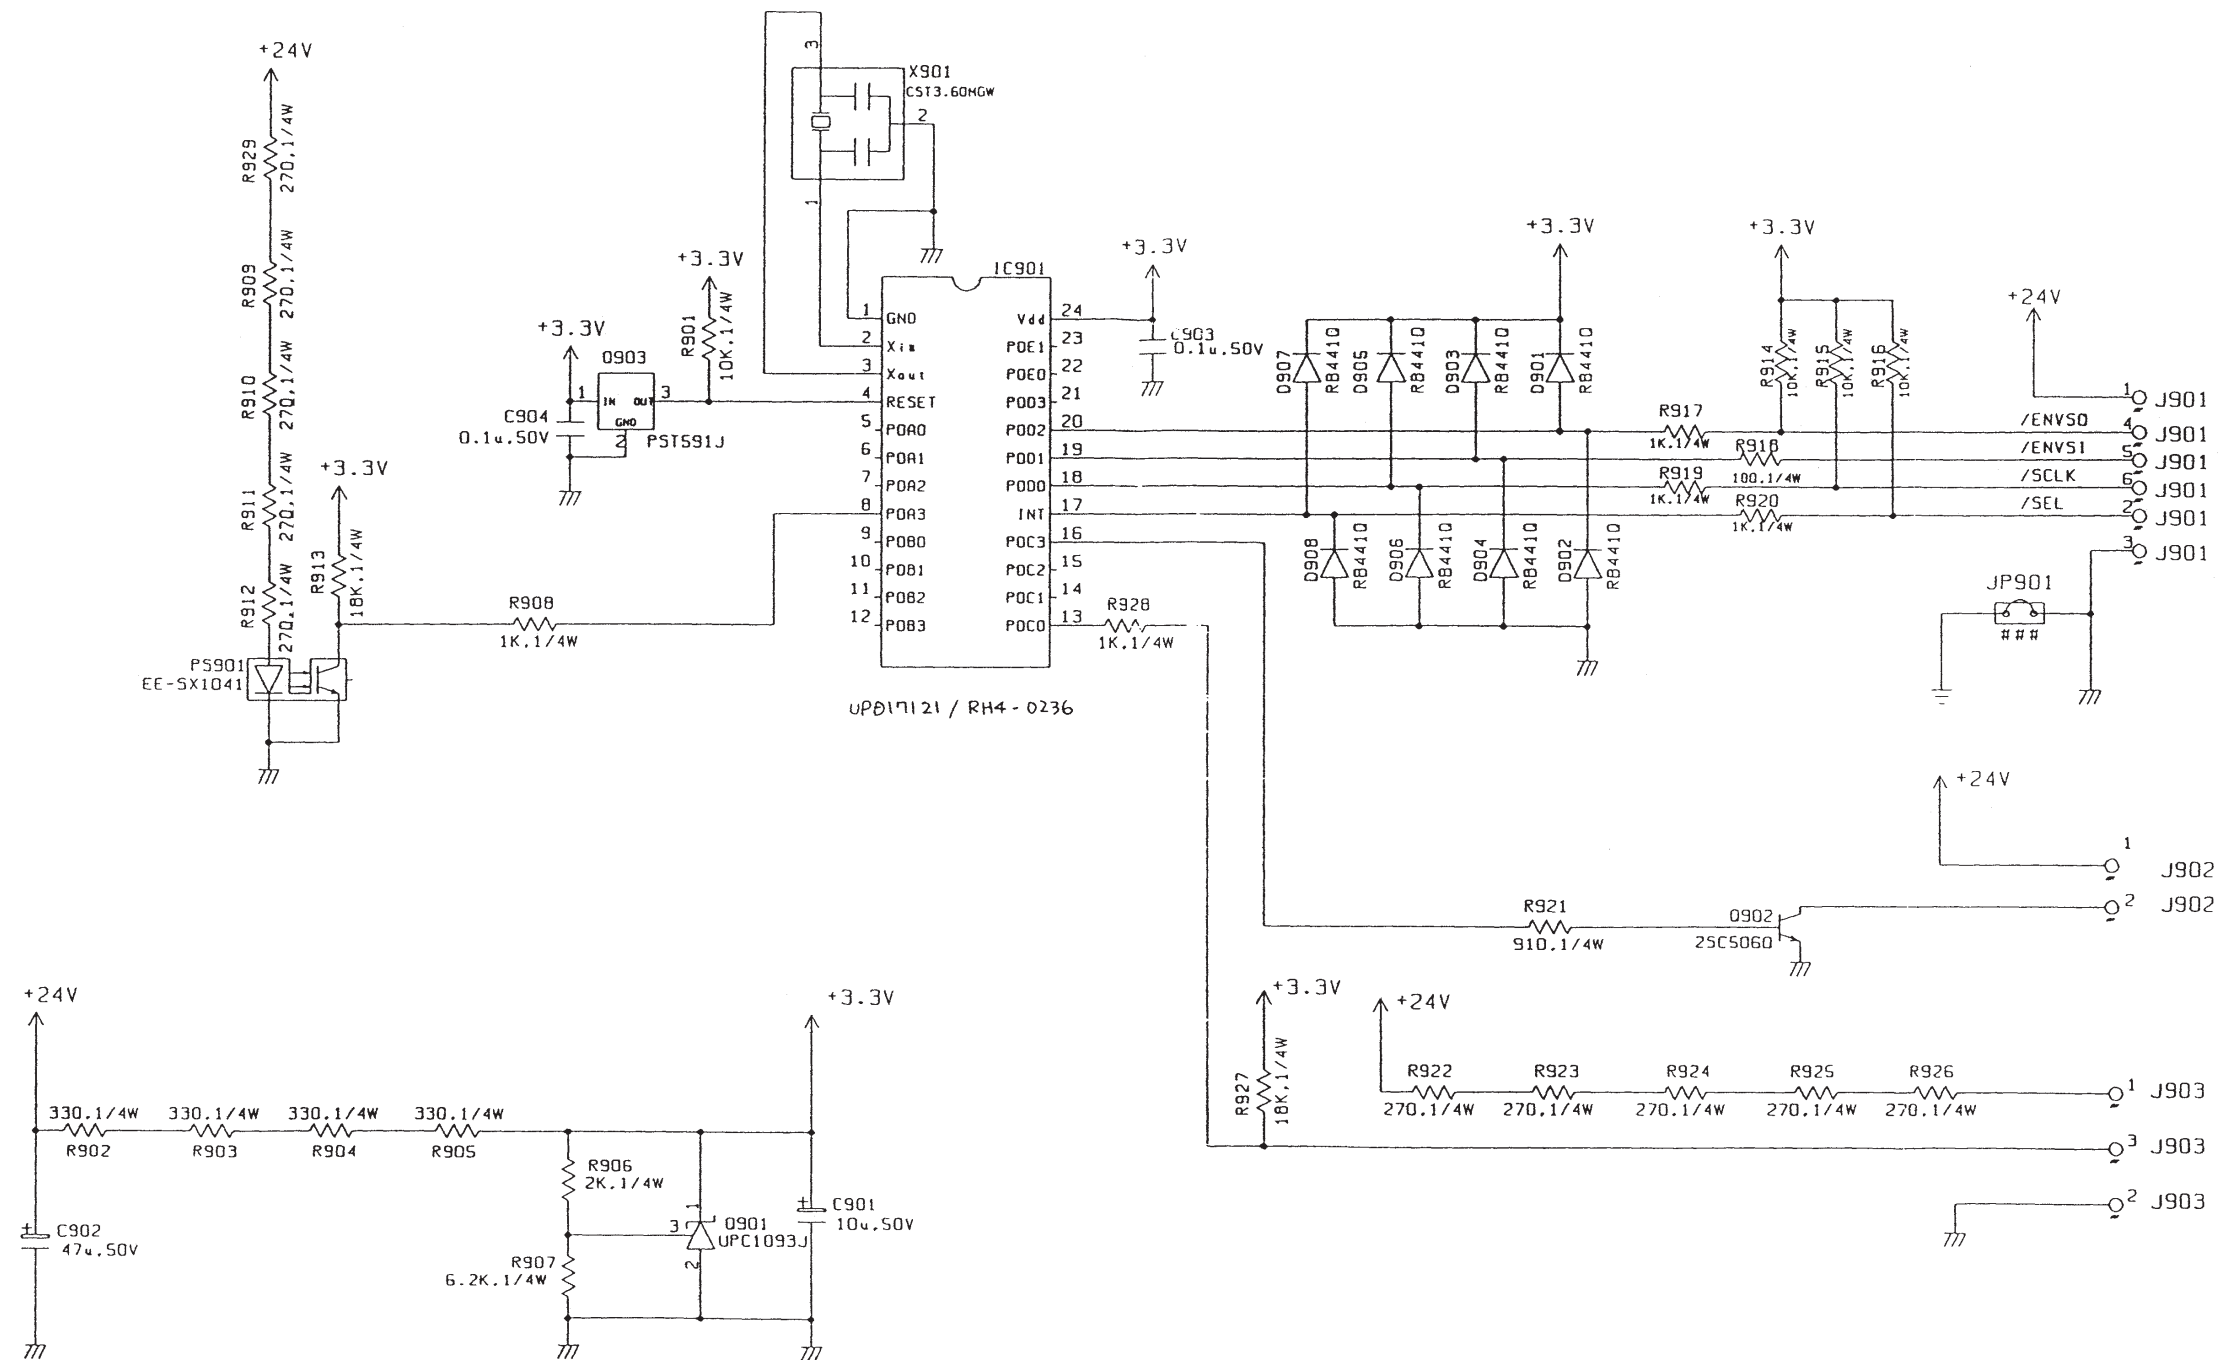 +24V
R929
270.1/4W
R909
270.1/4W
R910
270.1/4W
R911
270.1/4W
R912
270.1/4W
+3.3V
R913
18K.1/4W
PS901
EE-SX1041
R908
1K.1/4W
3
X901
CST3.60MGW
2
1
+3.3V
Q903
1
IN
OUT
3
GND
2
PST591J
C904
0.1u.50V
+3.3V
R901
10K.1/4W
IC901
1 GND
2 Xin
3 Xout
4 RESET
5 P0A0
6 P0A1
7 P0A2
8 P0A3
9 P0B0
10 P0B1
11 P0B2
12 P0B3
Vdd 24
P0E1 23
P0E0 22
P0D3 21
P0D2 20
P0D1 19
P0D0 18
INT 17
P0C3 16
P0C2 15
P0C1 14
P0C0 13
UPD17121 / RH4-0236
+3.3V
C903
0.1u.50V
R928
1K.1/4W
+3.3V
D907
RB441Q
D905
RB441Q
D903
RB441Q
D901
RB441Q
D908
RB441Q
D906
RB441Q
D904
RB441Q
D902
RB441Q
+3.3V
R914
10K.1/4W
R915
10K.1/4W
R916
10K.1/4W
R917
1K.1/4W
R918
100.1/4W
R919
1K.1/4W
R920
1K.1/4W
+24V
1 J901
/ENVS0 4 J901
/ENVS1 5 J901
/SCLK 6 J901
/SEL 2 J901
3 J901
JP901
###
+24V
1 J902
2 J902
R921
910.1/4W
Q902
2SC5060
+3.3V
R927
18K.1/4W
+24V
R922
270.1/4W
R923
270.1/4W
R924
270.1/4W
R925
270.1/4W
R926
270.1/4W
1 J903
3 J903
2 J903
+24V
330.1/4W
R902
330.1/4W
R903
330.1/4W
R904
330.1/4W
R905
+3.3V
R906
2K.1/4W
R907
6.2K.1/4W
1
3
2
Q901
UPC1093J
C901
10u.50V
C902
47u.50V